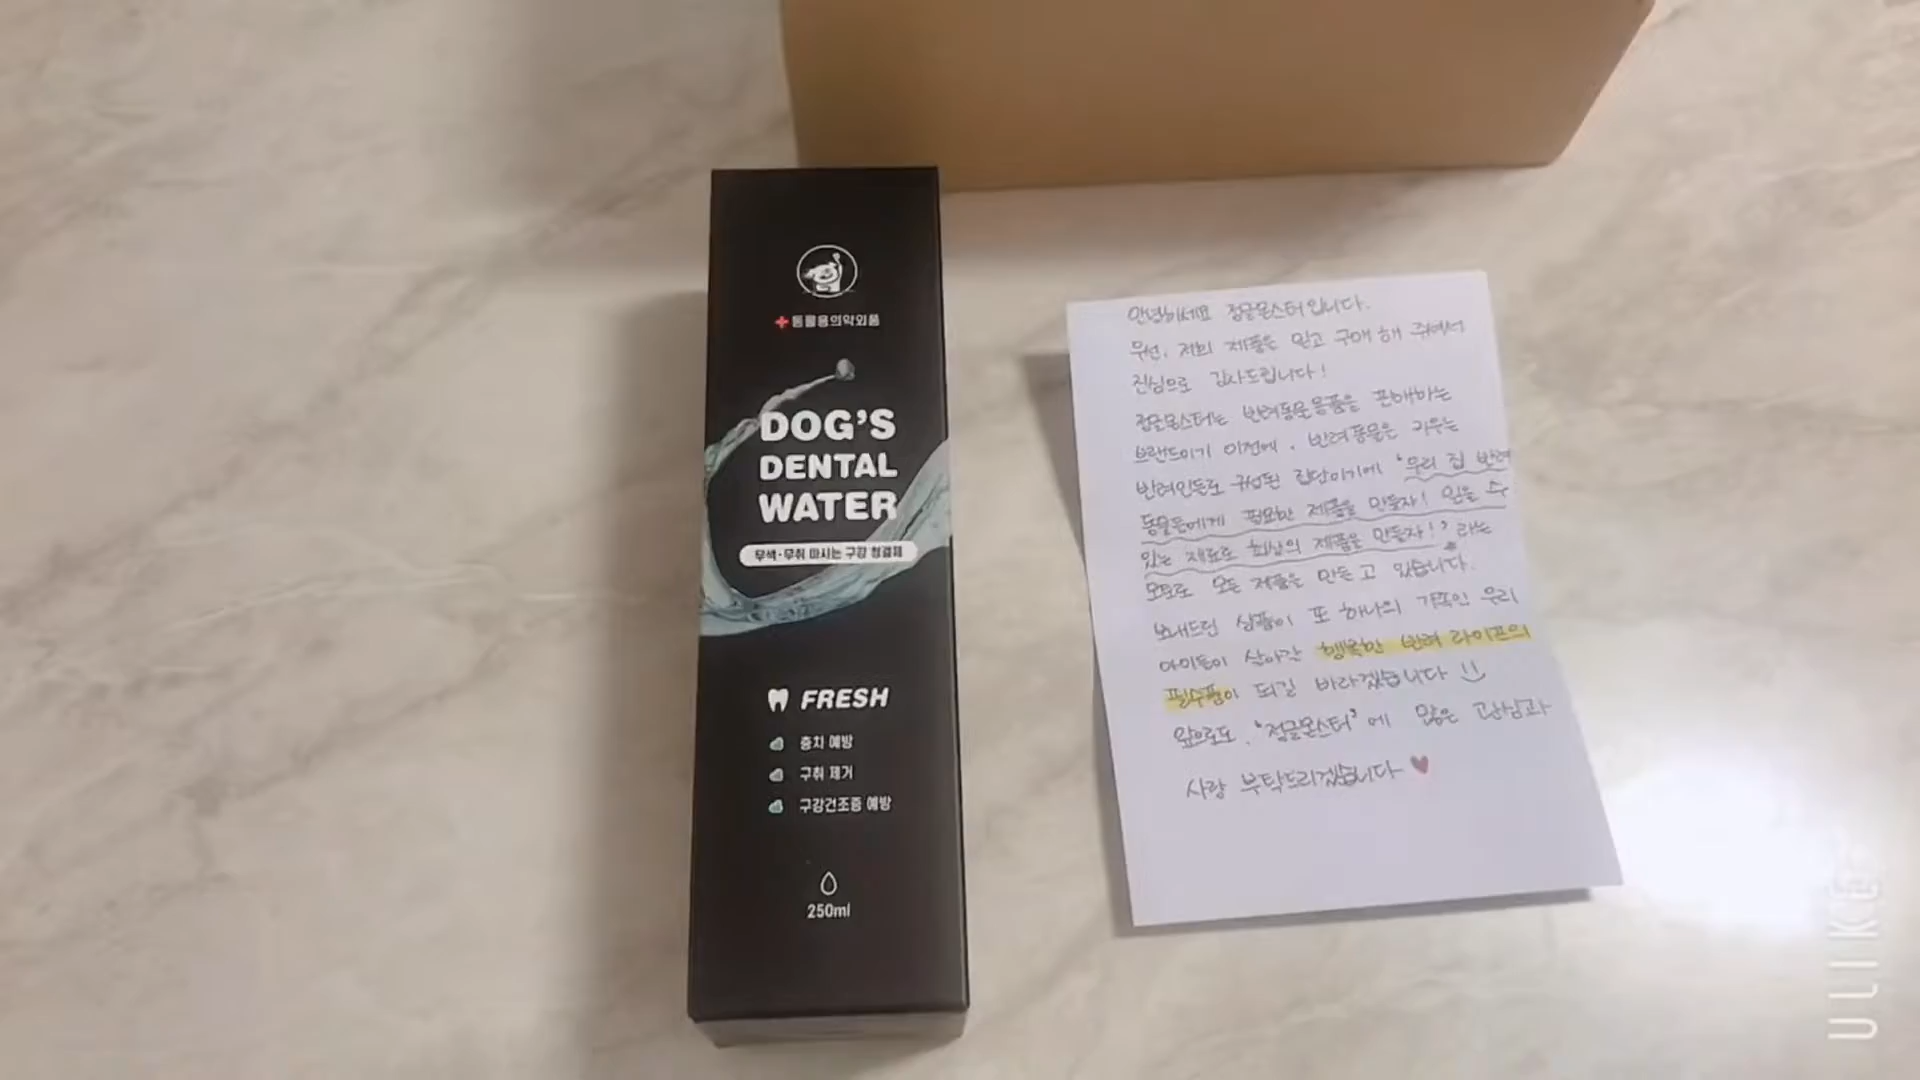 동물용의약외품
DOG'S
DENTAL
WATER
무색·무취 마시는 구강 청결제
FRESH
충치 예방
구취 제거
구강건조증 예방
250ml
안녕하세요 정글몬스터입니다.
우선, 저희 제품을 믿고 구매해 주셔서
진심으로 감사드립니다!
정글몬스터는 반려동물용품을 판매하는
브랜드이기 이전에, 반려동물을 키우는
반려인들로 구성된 집단이기에 '우리 집 반려
동물들에게 필요한 제품을 만들자! 믿을 수
있는 재료로 최상의 제품을 만들자!' 라는
모토로 모든 제품을 만들고 있습니다.
보내드린 상품이 또 하나의 가족인 우리
아이들이 살아갈 행복한 반려 라이프의
필수품이 되길 바라겠습니다
앞으로도, '정글몬스터'에 많은 관심과
사랑 부탁드리겠습니다 ♥
ULIKE